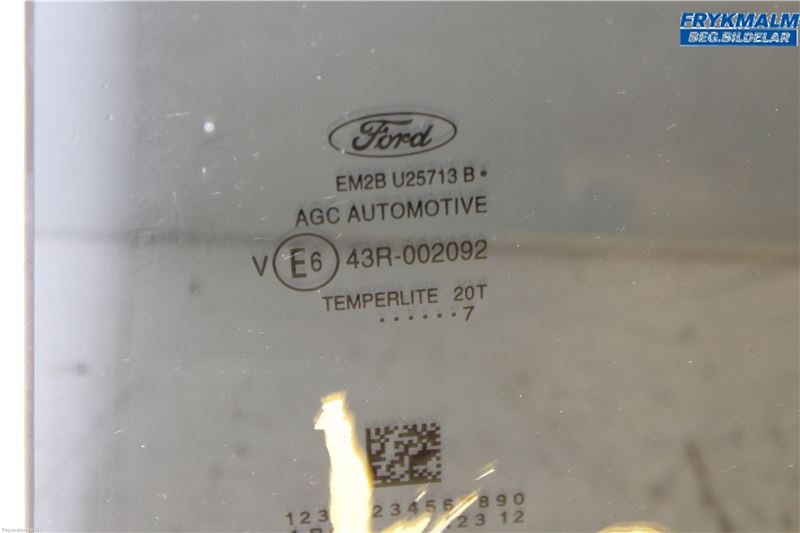 FRYKMALM
BEG.BILDELAR
Ford
EM2B U25713 B•
AGC AUTOMOTIVE
V E6 43R-002092
TEMPERLITE 20T
......7